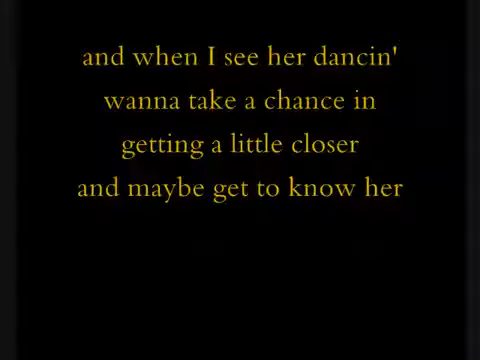 and when I see her dancin'
wanna take a chance in
getting a little closer
and maybe get to know her